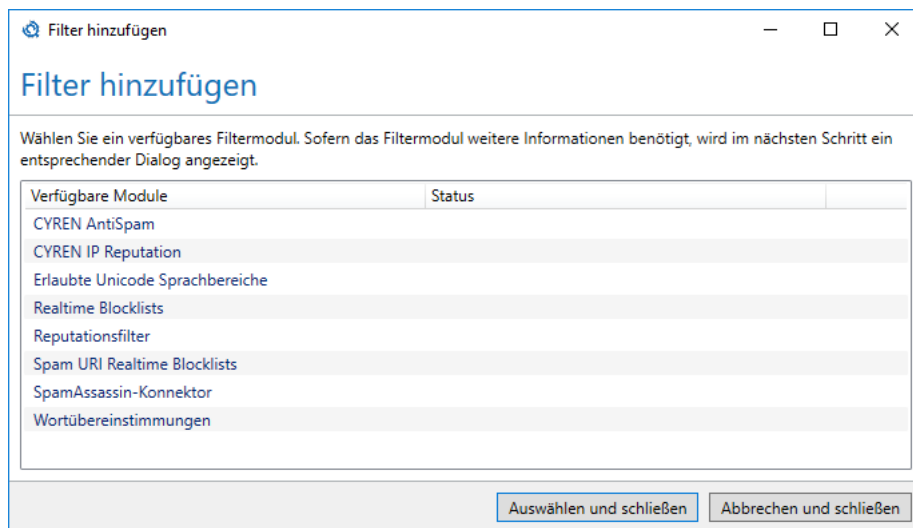 Filter hinzufügen
Filter hinzufügen
Wählen Sie ein verfügbares Filtermodul. Sofern das Filtermodul weitere Informationen benötigt, wird im nächsten Schritt ein
entsprechender Dialog angezeigt.
Verfügbare Module Status
CYREN AntiSpam
CYREN IP Reputation
Erlaubte Unicode Sprachbereiche
Realtime Blocklists
Reputationsfilter
Spam URI Realtime Blocklists
SpamAssassin-Konnektor
Wortübereinstimmungen
Auswählen und schließen Abbrechen und schließen